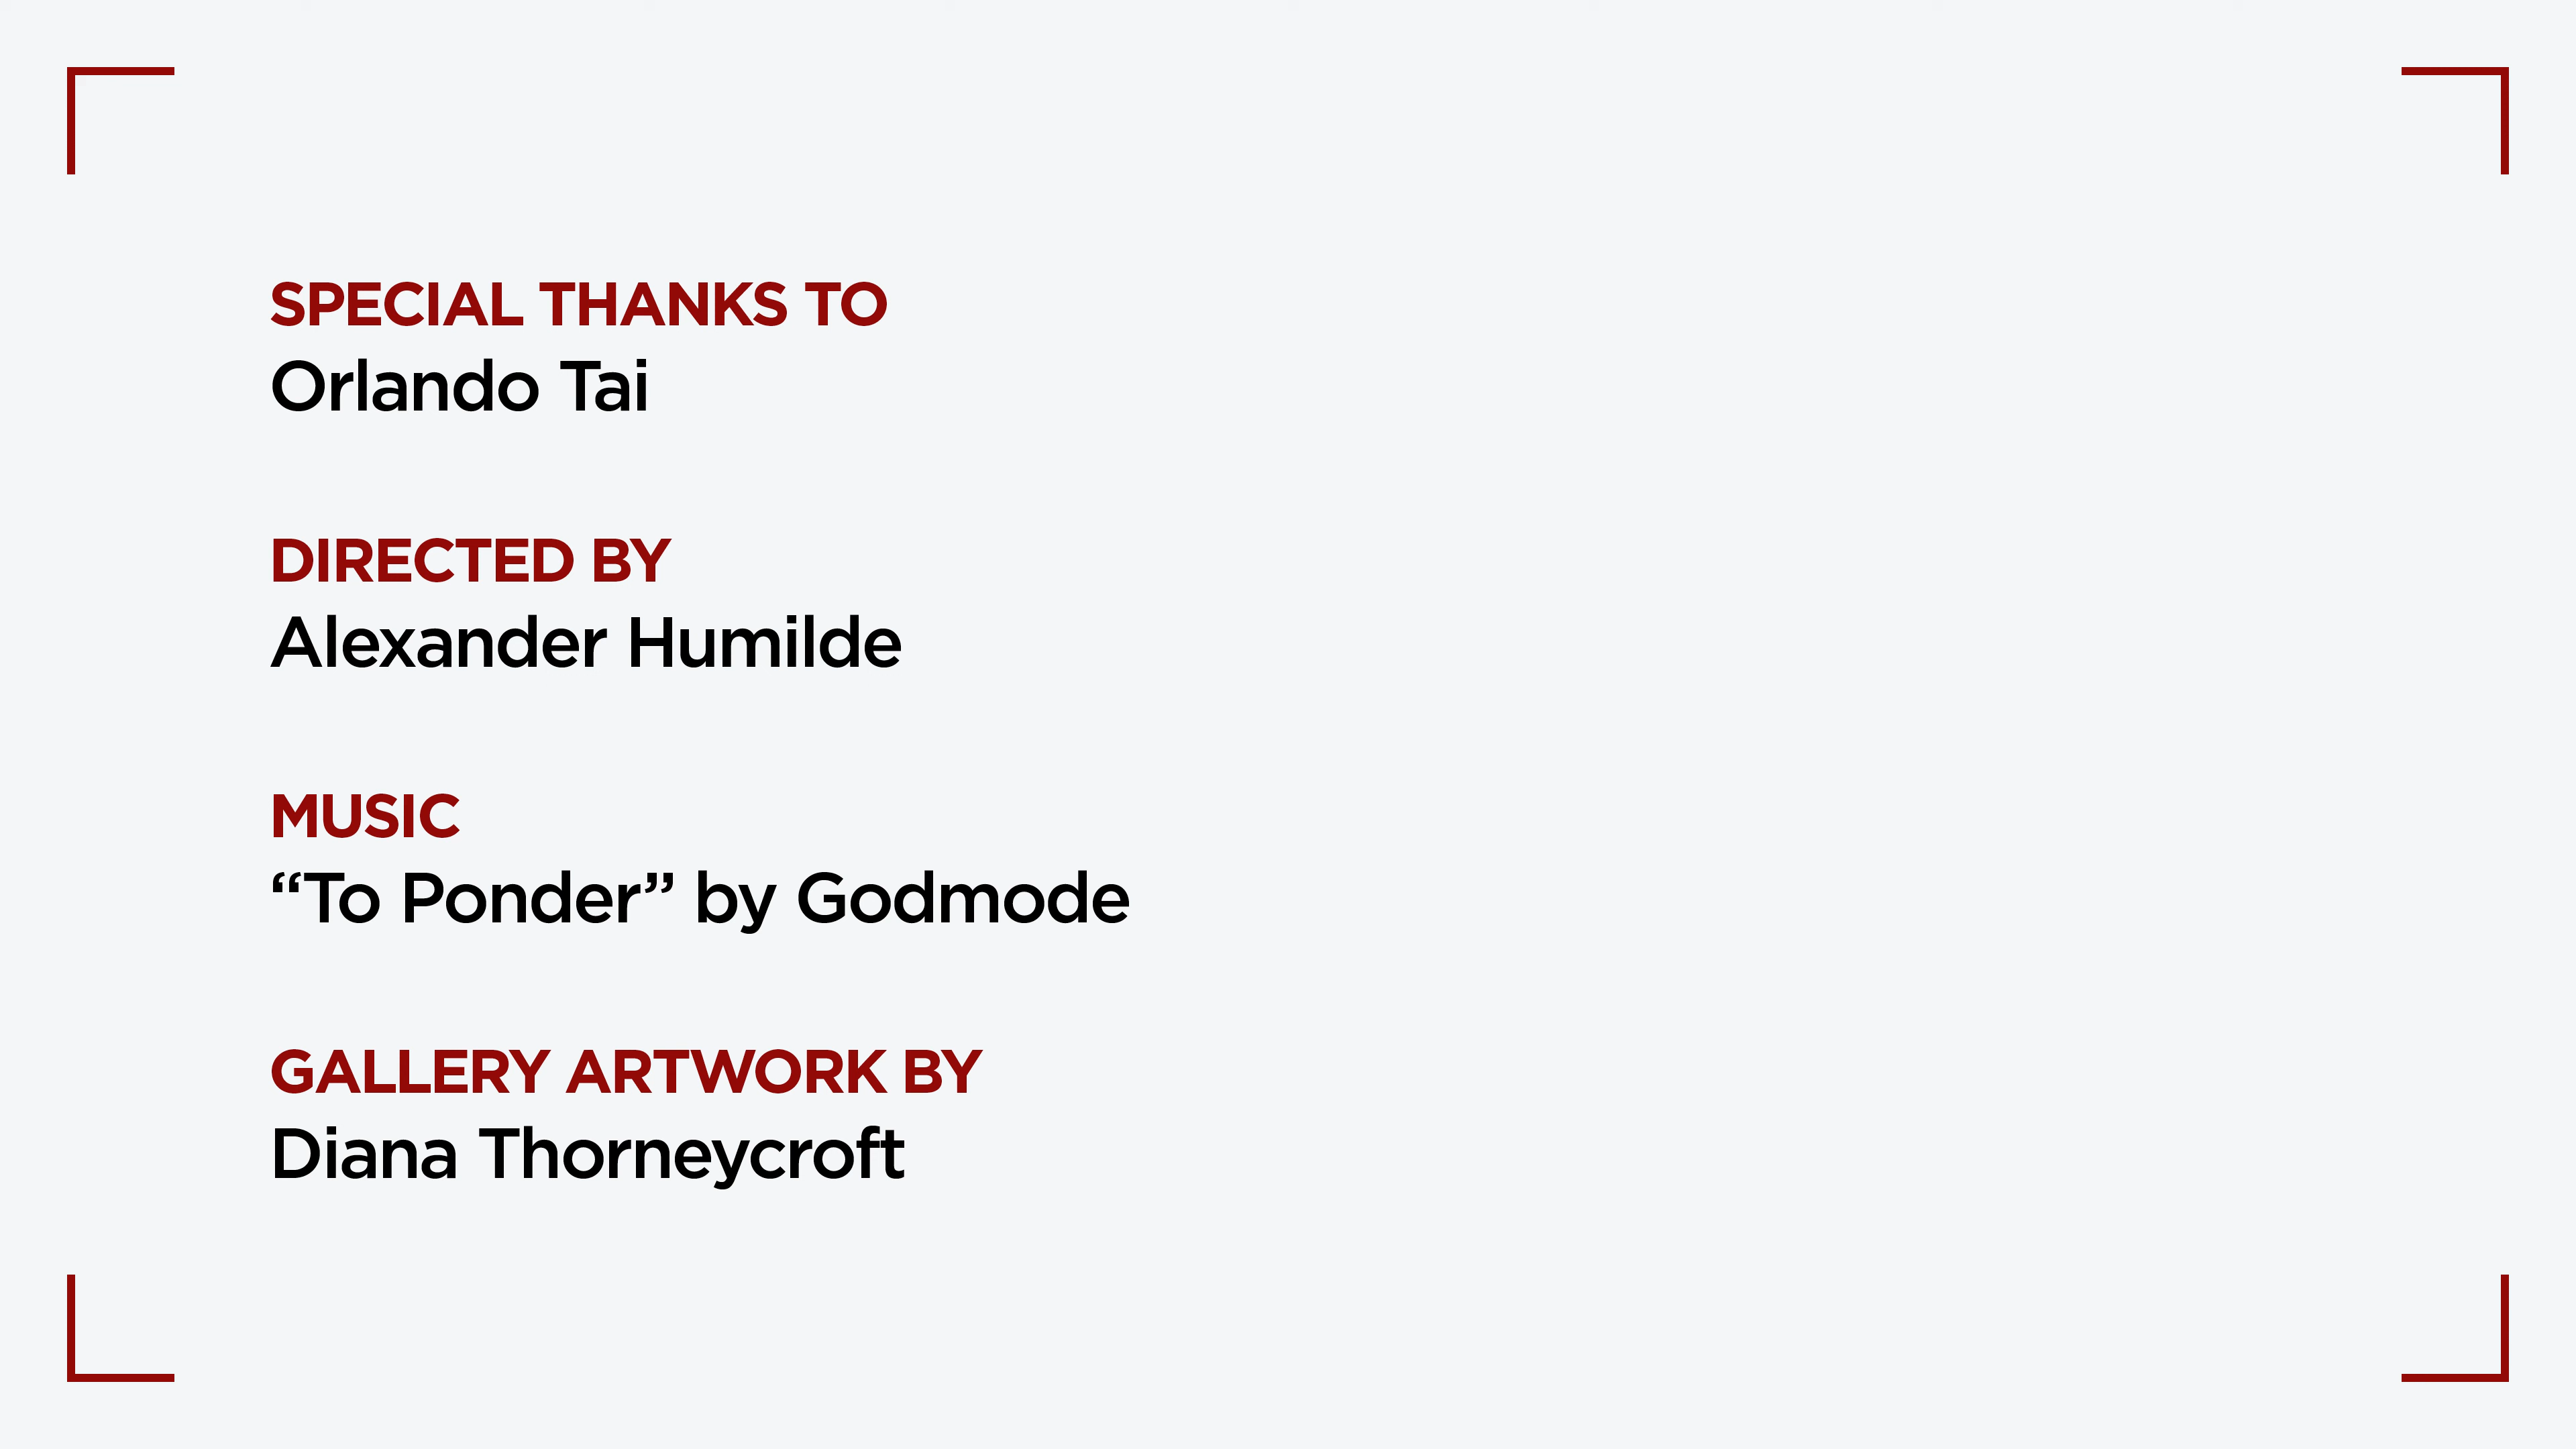 SPECIAL THANKS TO
Orlando Tai
DIRECTED BY
Alexander Humilde
MUSIC
“To Ponder” by Godmode
GALLERY ARTWORK BY
Diana Thorneycroft